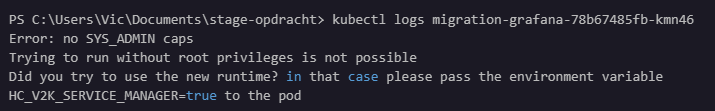 PS C:\Users\Vic\Documents\stage-opdracht> kubectl logs migration-grafana-78b67485fb-kmn46
Error: no SYS_ADMIN caps
Trying to run without root privileges is not possible
Did you try to use the new runtime? in that case please pass the environment variable
HC_V2K_SERVICE_MANAGER=true to the pod